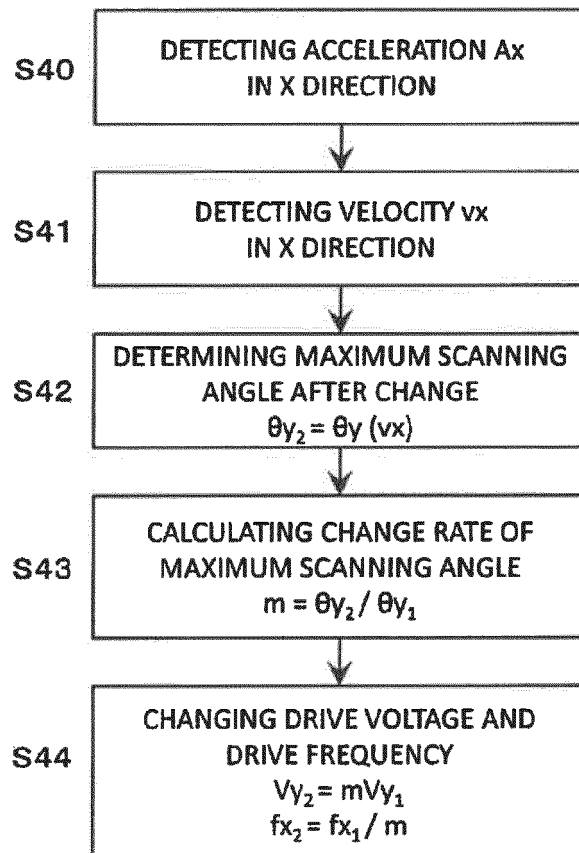 S40
DETECTING ACCELERATION Ax
IN X DIRECTION
S41
DETECTING VELOCITY vx
IN X DIRECTION
S42
DETERMINING MAXIMUM SCANNING
ANGLE AFTER CHANGE
θy₂ = θy (vx)
S43
CALCULATING CHANGE RATE OF
MAXIMUM SCANNING ANGLE
m = θy₂ / θy₁
S44
CHANGING DRIVE VOLTAGE AND
DRIVE FREQUENCY
Vy₂ = mVy₁
fx₂ = fx₁ / m